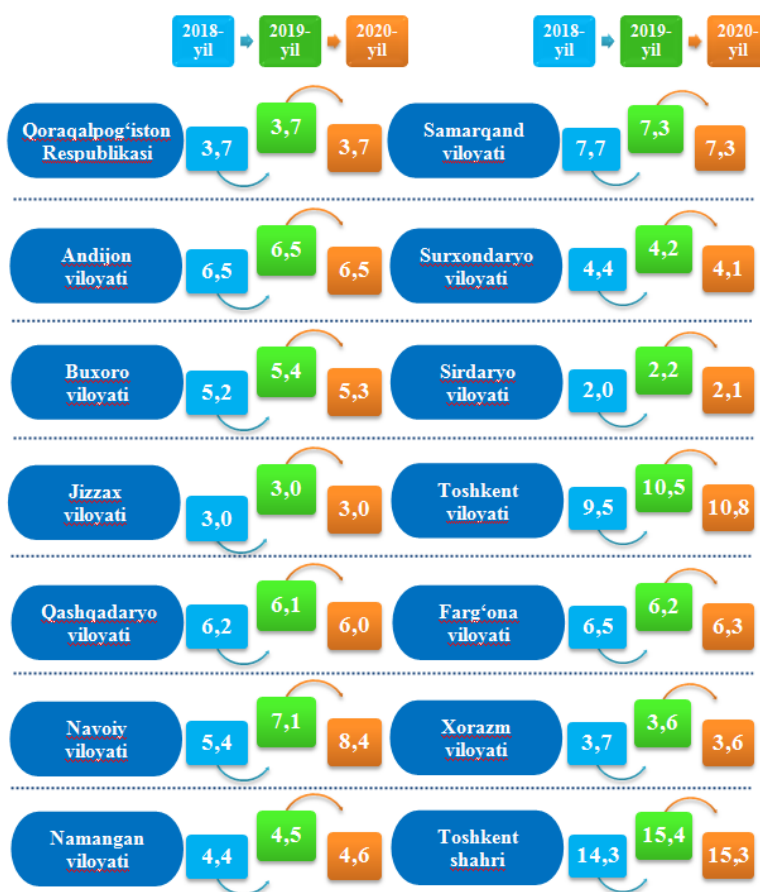 2018-
yil
2019-
yil
2020-
yil
2018-
yil
2019-
yil
2020-
yil
Qoraqalpog‘iston
Respublikasi
3,7
3,7
3,7
Samarqand
viloyati
7,7
7,3
7,3
Andijon
viloyati
6,5
6,5
6,5
Surxondaryo
viloyati
4,4
4,2
4,1
Buxoro
viloyati
5,2
5,4
5,3
Sirdaryo
viloyati
2,0
2,2
2,1
Jizzax
viloyati
3,0
3,0
3,0
Toshkent
viloyati
9,5
10,5
10,8
Qashqadaryo
viloyati
6,2
6,1
6,0
Farg‘ona
viloyati
6,5
6,2
6,3
Navoiy
viloyati
5,4
7,1
8,4
Xorazm
viloyati
3,7
3,6
3,6
Namangan
viloyati
4,4
4,5
4,6
Toshkent
shahri
14,3
15,4
15,3